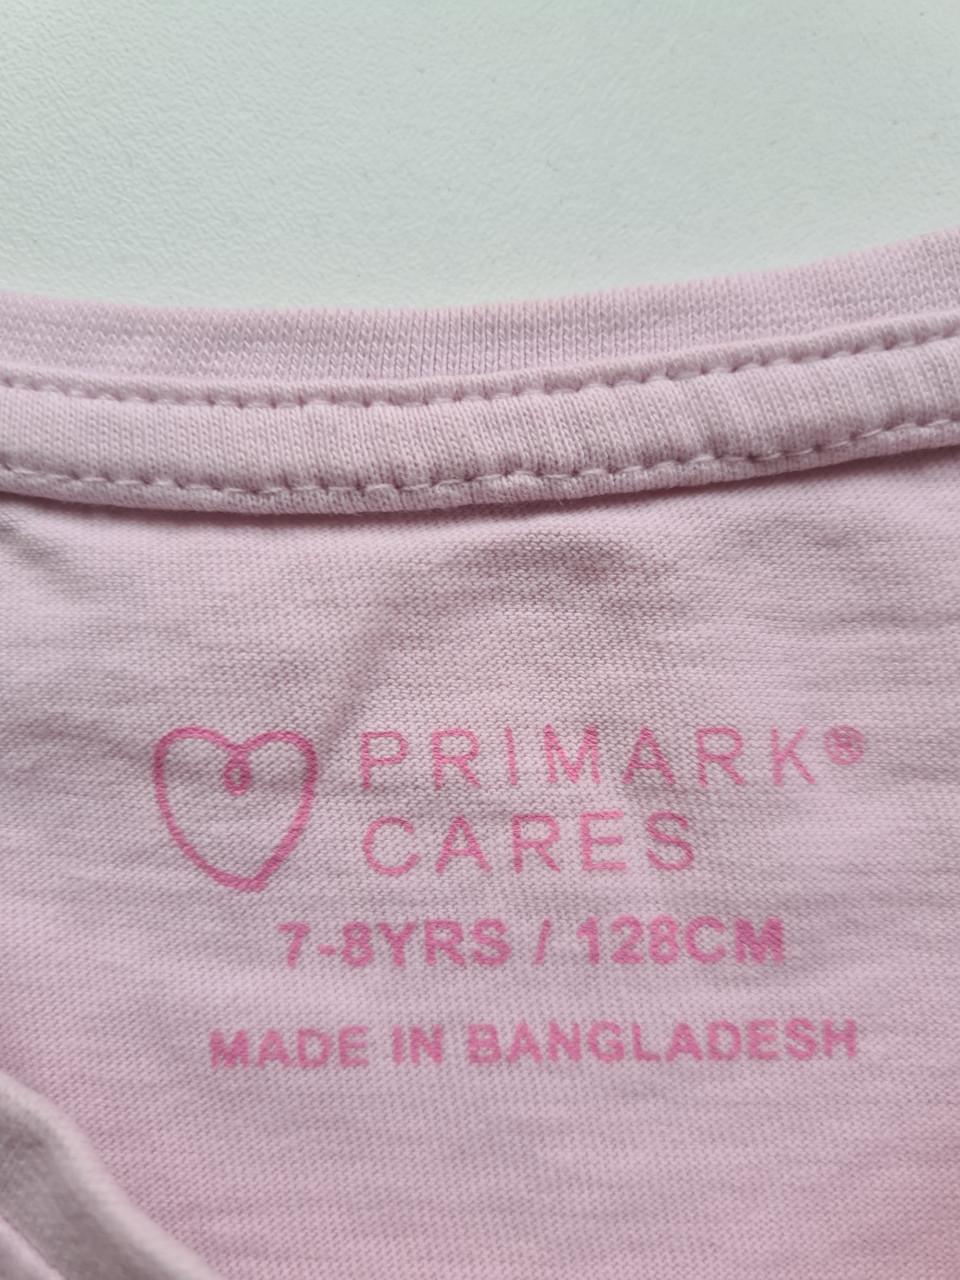 PRIMARK®
CARES
7-8YRS / 128CM
MADE IN BANGLADESH